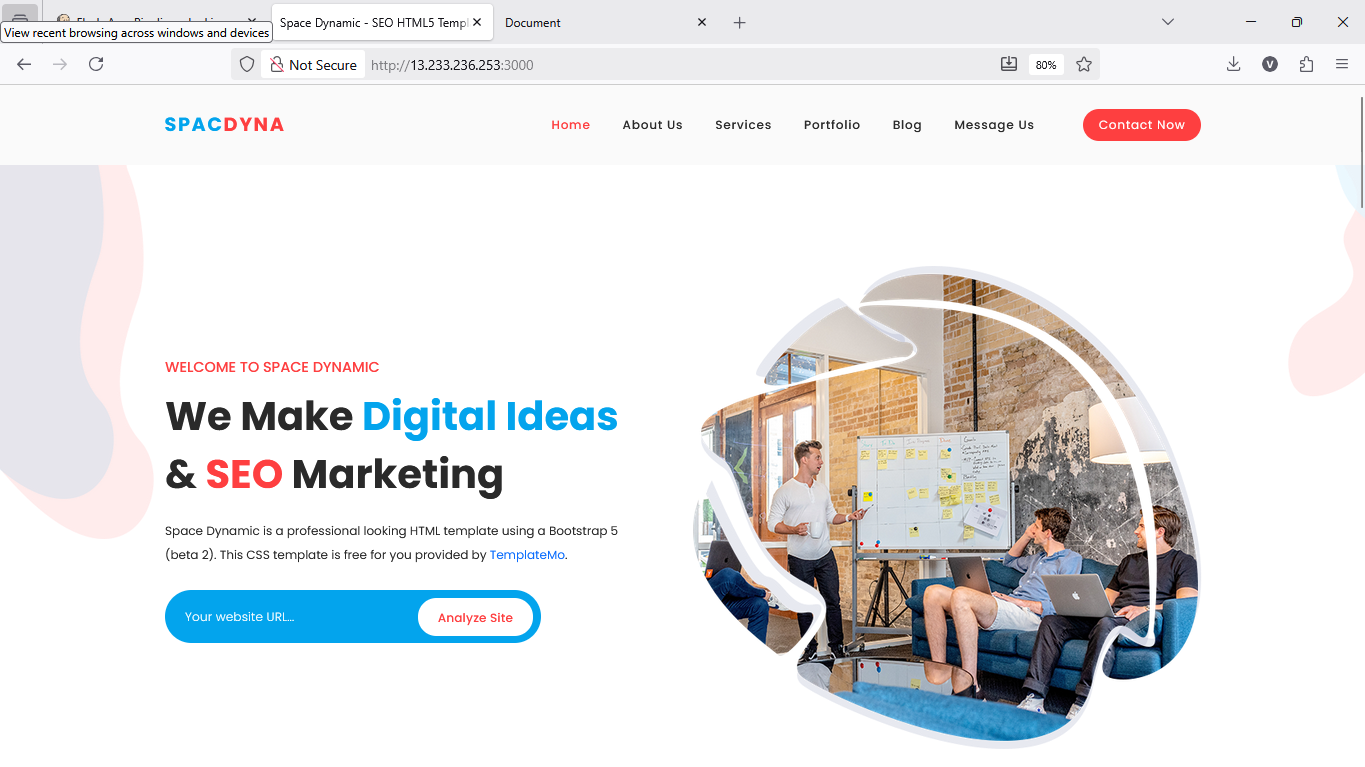 Space Dynamic - SEO HTML5 Templ
Document
View recent browsing across windows and devices
Not Secure
http://13.233.236.253:3000
80%
V
SPACDYNA
Home
About Us
Services
Portfolio
Blog
Message Us
Contact Now
WELCOME TO SPACE DYNAMIC
We Make Digital Ideas
& SEO Marketing
Space Dynamic is a professional looking HTML template using a Bootstrap 5
(beta 2). This CSS template is free for you provided by TemplateMo.
Your website URL...
Analyze Site